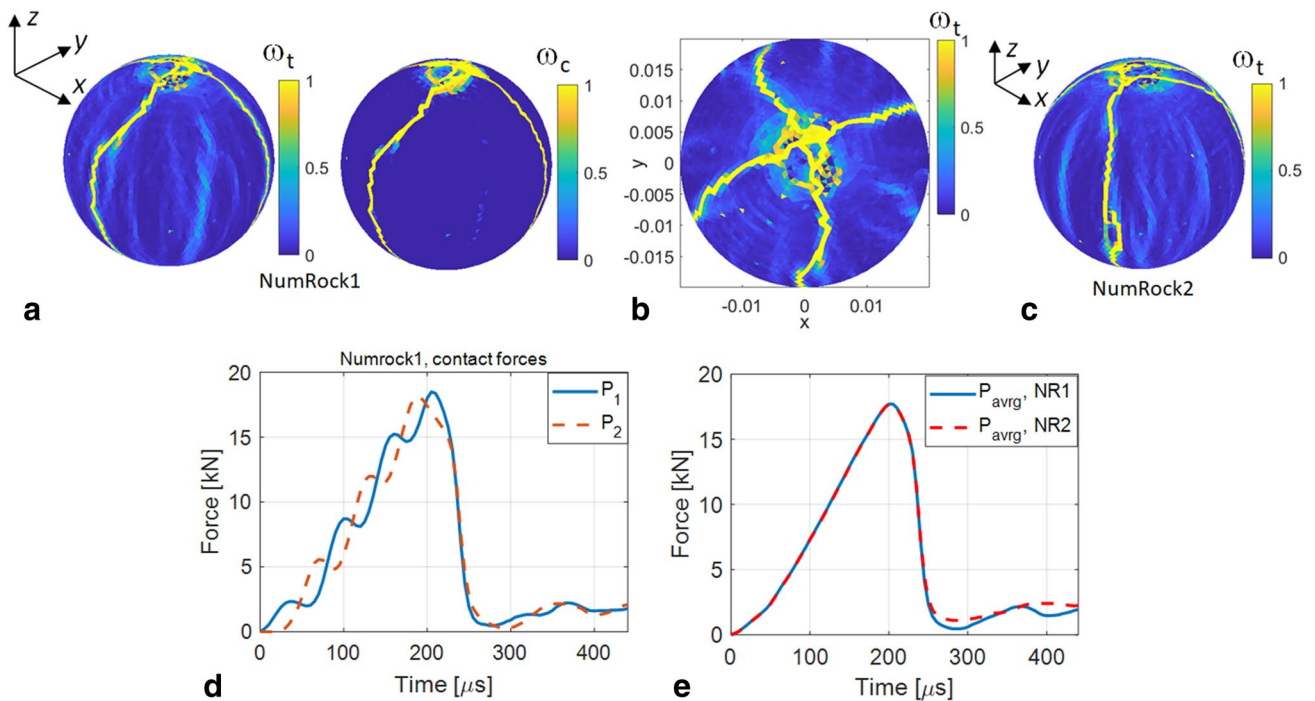 z
y
x
ω_t
1
0.5
0
ω_c
1
0.5
0
NumRock1
a
0.015
0.010
0.005
0
-0.005
-0.010
-0.015
y
-0.01
0
0.01
x
ω_t
1
0.5
0
b
z
y
x
ω_t
1
0.5
0
NumRock2
c
Numrock1, contact forces
20
15
10
5
0
Force [kN]
P_1
P_2
0
100
200
300
400
Time [μs]
d
20
15
10
5
0
Force [kN]
P_avrg, NR1
P_avrg, NR2
0
100
200
300
400
Time [μs]
e